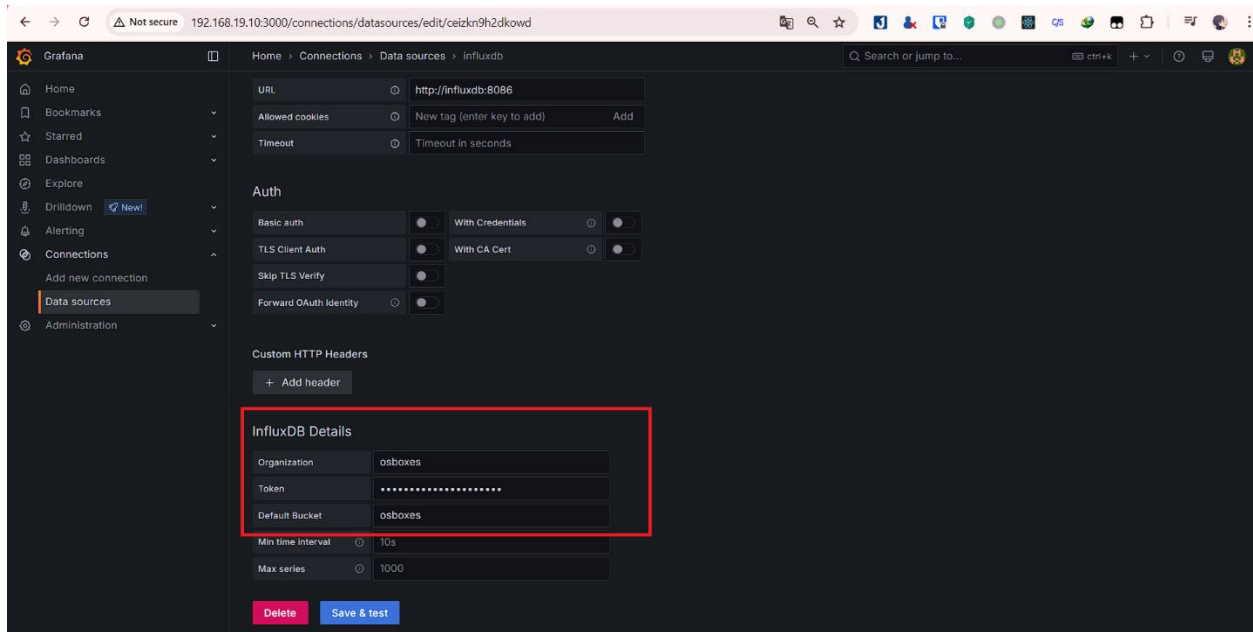 Not secure 192.168.19.10:3000/connections/datasources/edit/ceizkn9h2dkowd
Grafana
Home › Connections › Data sources › influxdb
Search or jump to...
ctrl+k
Home
Bookmarks
Starred
Dashboards
Explore
Drilldown New!
Alerting
Connections
Add new connection
Data sources
Administration
URL http://influxdb:8086
Allowed cookies New tag (enter key to add) Add
Timeout Timeout in seconds
Auth
Basic auth With Credentials
TLS Client Auth With CA Cert
Skip TLS Verify
Forward OAuth Identity
Custom HTTP Headers
+ Add header
InfluxDB Details
Organization osboxes
Token •••••••••••••••••••••
Default Bucket osboxes
Min time interval 10s
Max series 1000
Delete Save & test